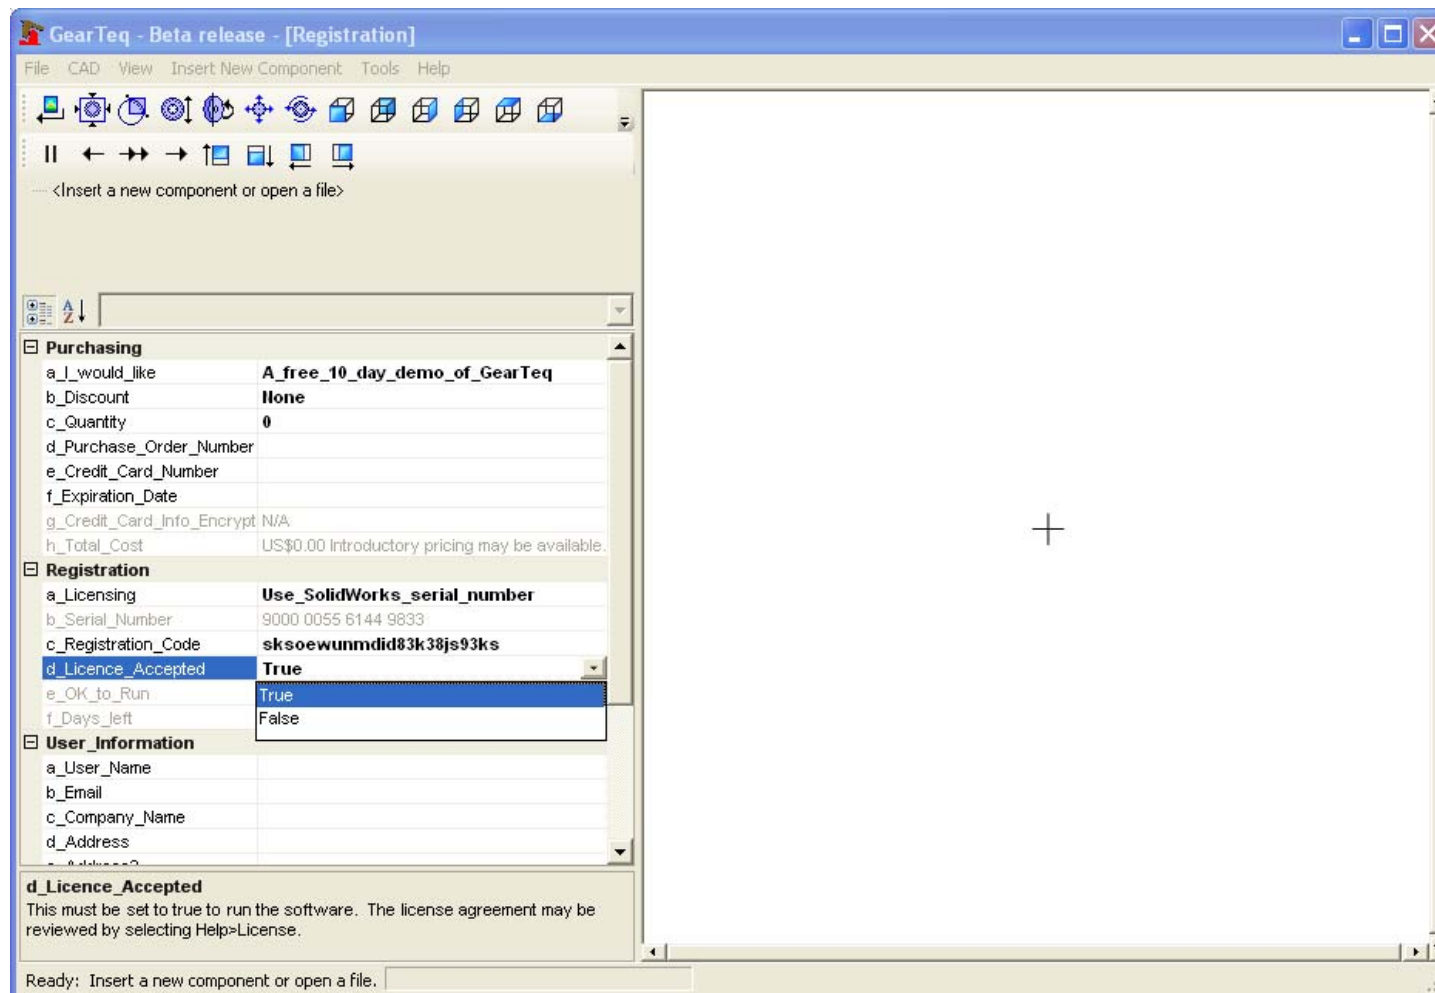 GearTeq - Beta release - [Registration]
File CAD View Insert New Component Tools Help
<Insert a new component or open a file>
Purchasing
a_I_would_like A_free_10_day_demo_of_GearTeq
b_Discount None
c_Quantity 0
d_Purchase_Order_Number
e_Credit_Card_Number
f_Expiration_Date
g_Credit_Card_Info_Encrypt N/A
h_Total_Cost US$0.00 Introductory pricing may be available.
Registration
a_Licensing Use_SolidWorks_serial_number
b_Serial_Number 9000 0055 6144 9833
c_Registration_Code sksoewunmdid83k38js93ks
d_Licence_Accepted True
e_OK_to_Run True
f_Days_left False
User_Information
a_User_Name
b_Email
c_Company_Name
d_Address
d_Licence_Accepted
This must be set to true to run the software. The license agreement may be
reviewed by selecting Help>License.
Ready: Insert a new component or open a file.